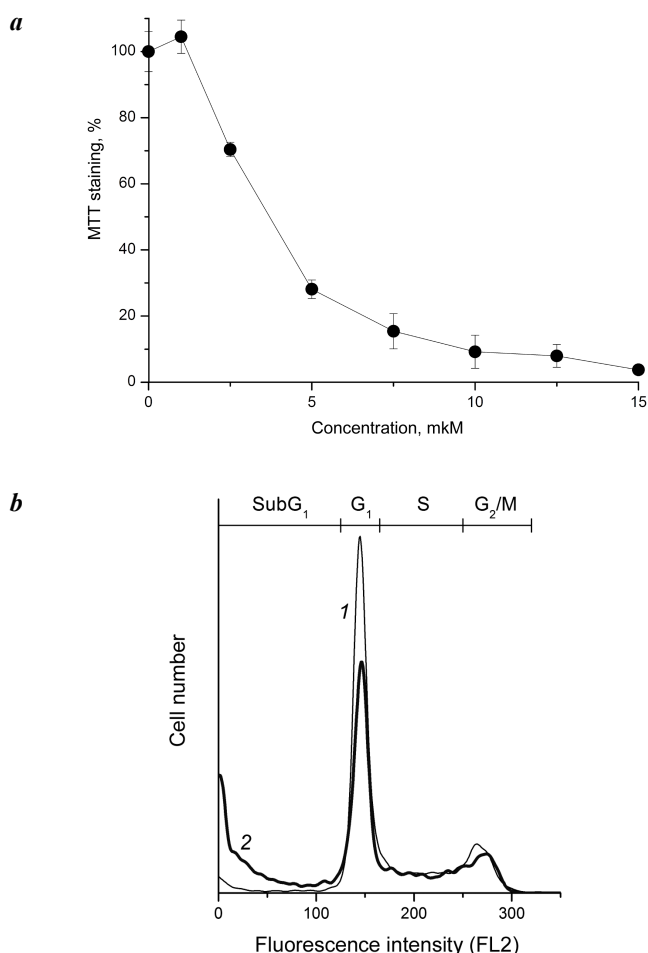 a
100
80
60
40
20
0
MTT staining, %
0 5 10 15
Concentration, mkM
b
SubG1 G1 S G2/M
1
2
Cell number
0 100 200 300
Fluorescence intensity (FL2)